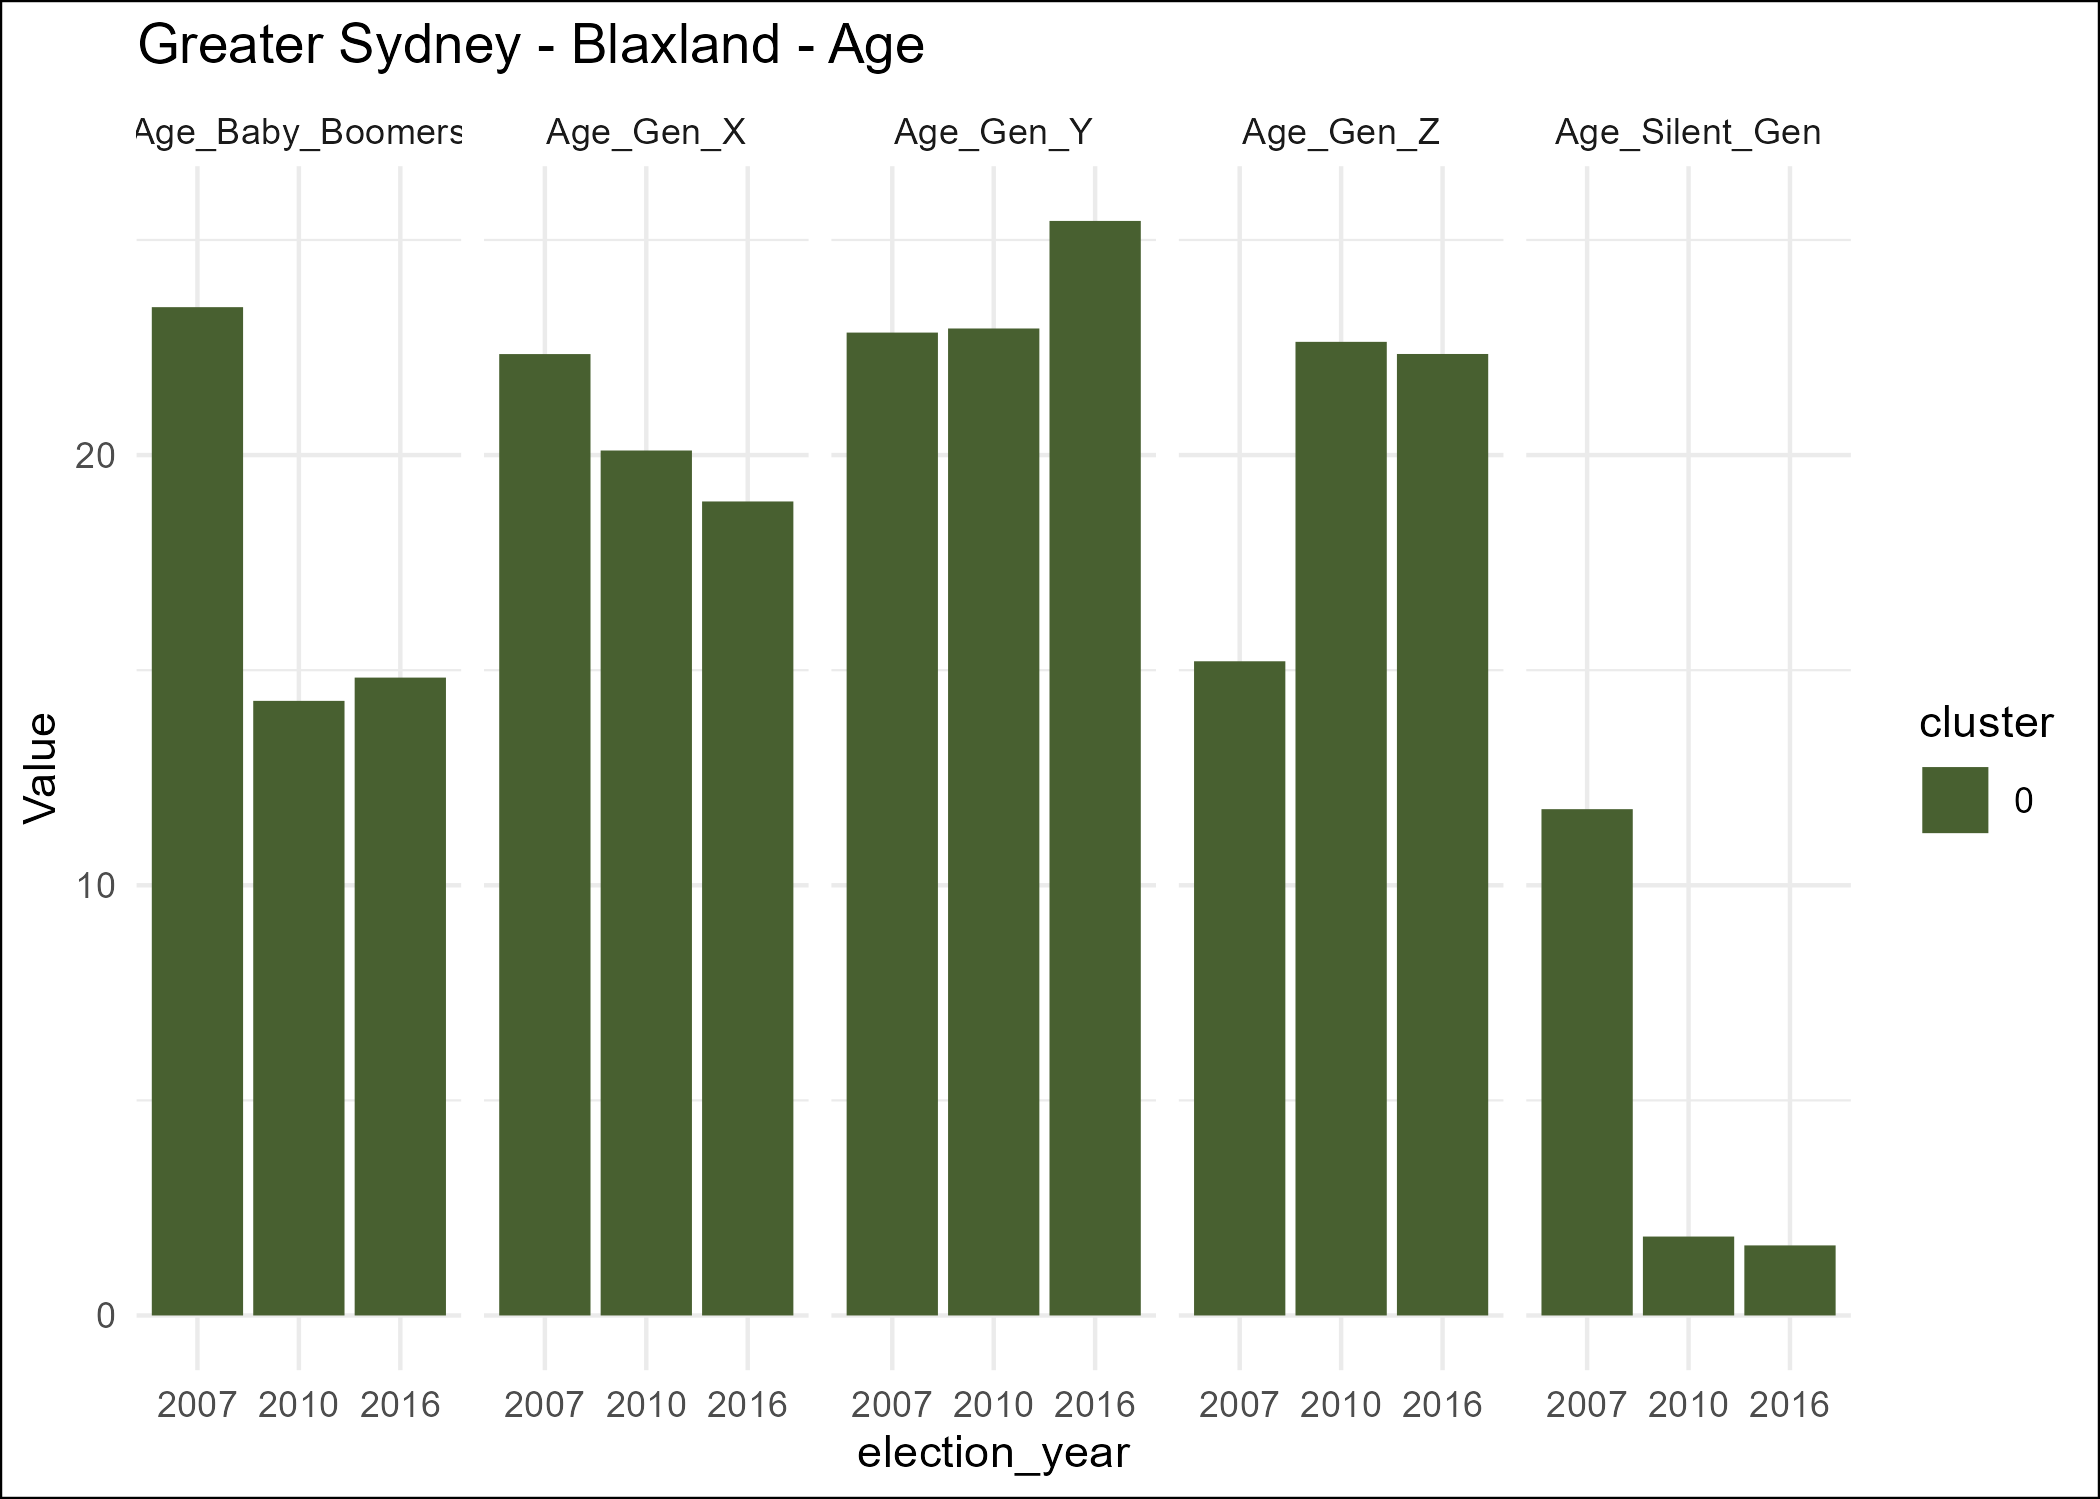 Greater Sydney - Blaxland - Age
Age_Baby_Boomers Age_Gen_X Age_Gen_Y Age_Gen_Z Age_Silent_Gen
20
10
0
Value
2007 2010 2016 2007 2010 2016 2007 2010 2016 2007 2010 2016 2007 2010 2016
election_year
cluster
0